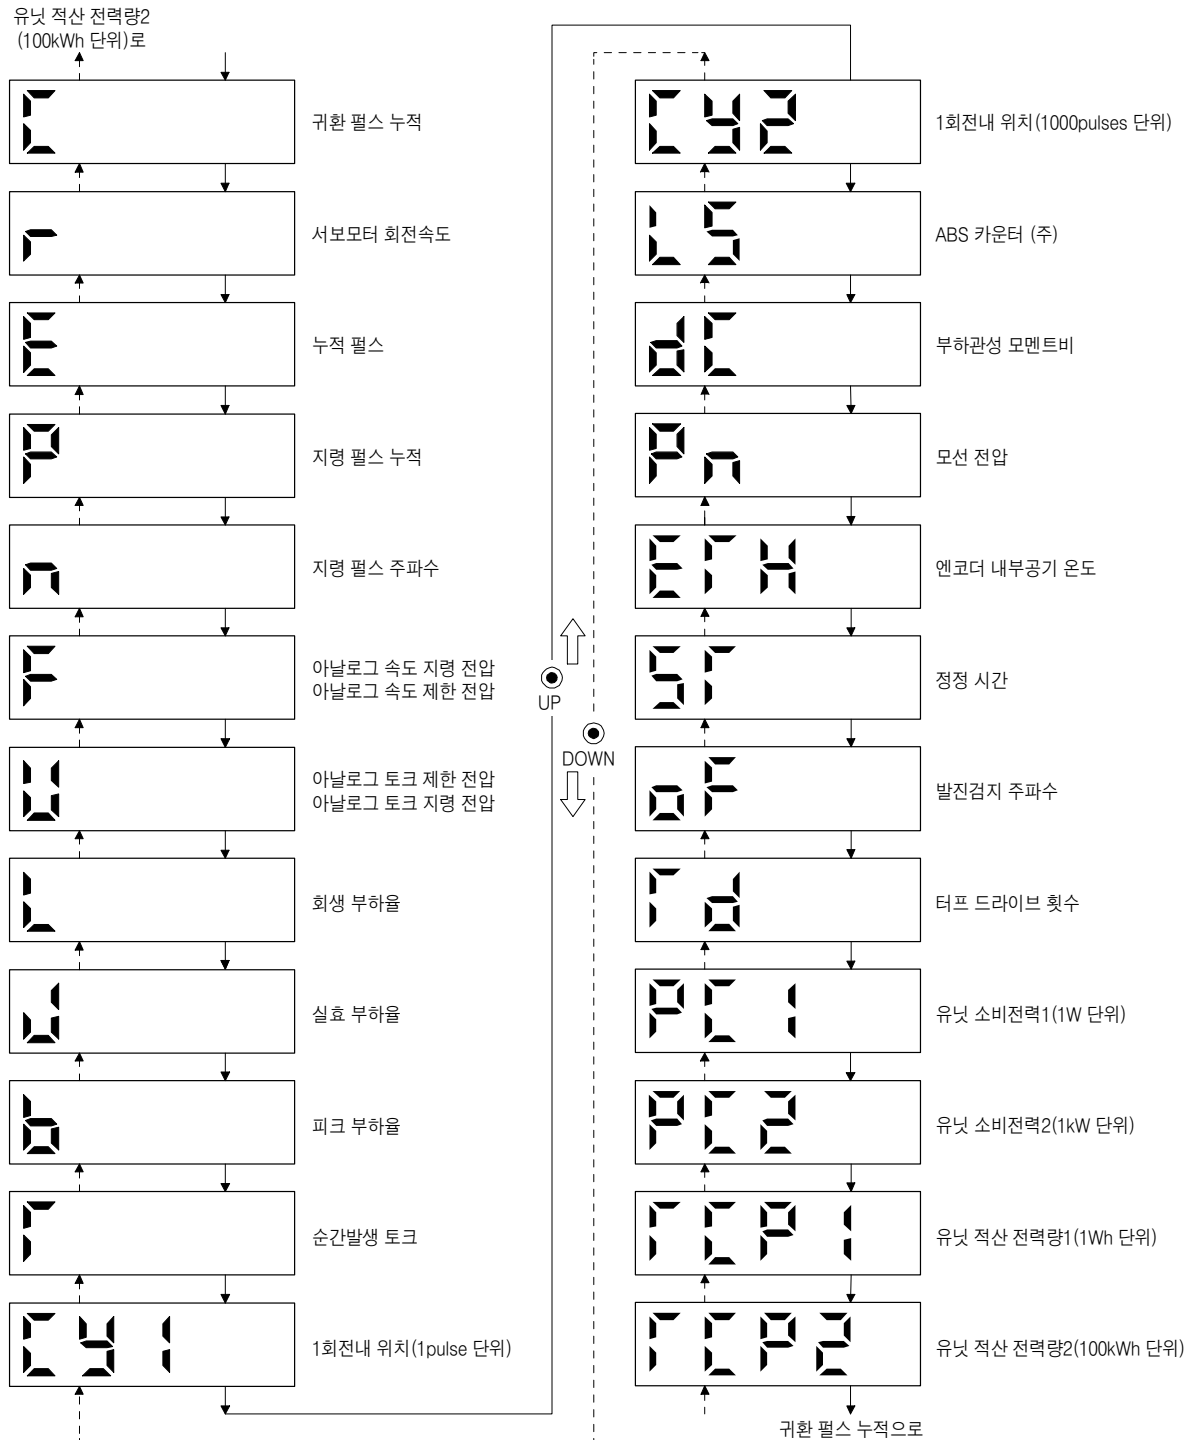 유닛 적산 전력량2
(100kWh 단위)로
C
귀환 펄스 누적
r
서보모터 회전속도
E
누적 펄스
P
지령 펄스 누적
n
지령 펄스 주파수
F
아날로그 속도 지령 전압
아날로그 속도 제한 전압
U
아날로그 토크 제한 전압
아날로그 토크 지령 전압
L
회생 부하율
J
실효 부하율
b
피크 부하율
T
순간발생 토크
Cy1
1회전내 위치(1pulse 단위)
UP
DOWN
Cy2
1회전내 위치(1000pulses 단위)
LS
ABS 카운터 (주)
dC
부하관성 모멘트비
Pn
모선 전압
ETH
엔코더 내부공기 온도
ST
정정 시간
oF
발진검지 주파수
Td
터프 드라이브 횟수
PC1
유닛 소비전력1(1W 단위)
PC2
유닛 소비전력2(1kW 단위)
TCP1
유닛 적산 전력량1(1Wh 단위)
TCP2
유닛 적산 전력량2(100kWh 단위)
귀환 펄스 누적으로